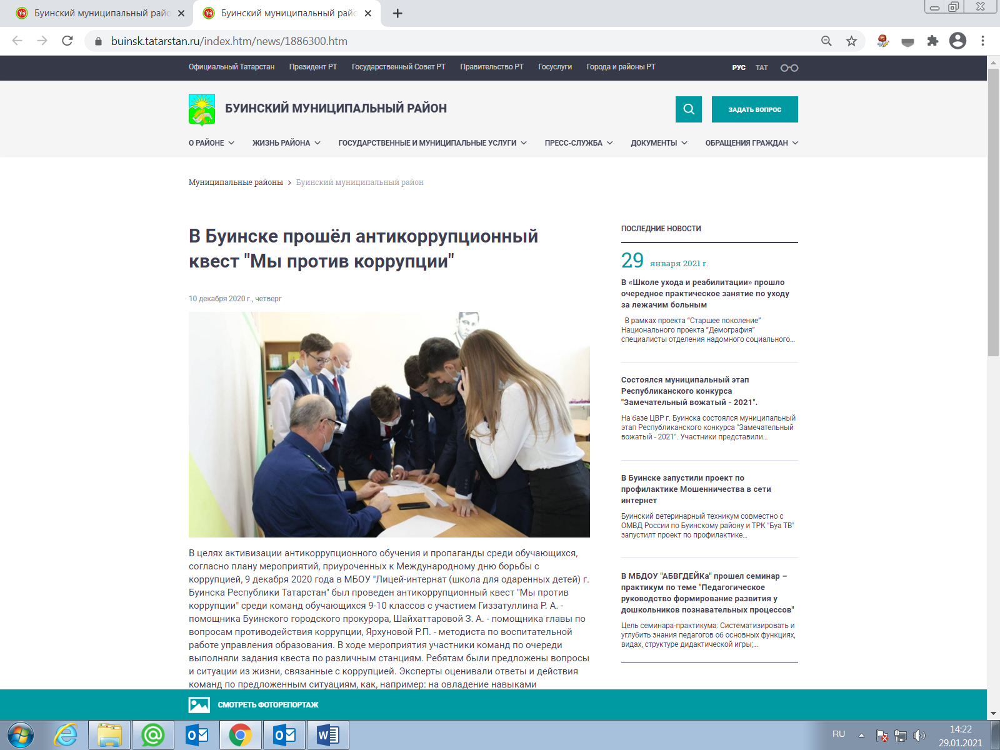 Буинский муниципальный райо
Буинский муниципальный райо
buinsk.tatarstan.ru/index.htm/news/1886300.htm
Официальный Татарстан Президент РТ Государственный Совет РТ Правительство РТ Госуслуги Города и районы РТ РУС ТАТ
БУИНСКИЙ МУНИЦИПАЛЬНЫЙ РАЙОН
ЗАДАТЬ ВОПРОС
О РАЙОНЕ ЖИЗНЬ РАЙОНА ГОСУДАРСТВЕННЫЕ И МУНИЦИПАЛЬНЫЕ УСЛУГИ ПРЕСС-СЛУЖБА ДОКУМЕНТЫ ОБРАЩЕНИЯ ГРАЖДАН
Муниципальные районы > Буинский муниципальный район
В Буинске прошёл антикоррупционный
квест "Мы против коррупции"
10 декабря 2020 г., четверг
В целях активизации антикоррупционного обучения и пропаганды среди обучающихся,
согласно плану мероприятий, приуроченных к Международному дню борьбы с
коррупцией, 9 декабря 2020 года в МБОУ "Лицей-интернат (школа для одаренных детей) г.
Буинска Республики Татарстан" был проведен антикоррупционный квест "Мы против
коррупции" среди команд обучающихся 9-10 классов с участием Гиззатуллина Р. А. -
помощника Буинского городского прокурора, Шайхаттаровой З. А. - помощника главы по
вопросам противодействия коррупции, Ярхуновой Р.П. - методиста по воспитательной
работе управления образования. В ходе мероприятия участники команд по очереди
выполняли задания квеста по различным станциям. Ребятам были предложены вопросы
и ситуации из жизни, связанные с коррупцией. Эксперты оценивали ответы и действия
команд по предложенным ситуациям, как, например: на овладение навыками
ПОСЛЕДНИЕ НОВОСТИ
29 января 2021 г.
В «Школе ухода и реабилитации» прошло
очередное практическое занятие по уходу
за лежачим больным
В рамках проекта “Старшее поколение”
Национального проекта “Демография”
специалисты отделения надомного социального...
Состоялся муниципальный этап
Республиканского конкурса
"Замечательный вожатый - 2021".
На базе ЦВР г. Буинска состоялся муниципальный
этап Республиканского конкурса "Замечательный
вожатый - 2021". Участники представили...
В Буинске запустили проект по
профилактике Мошенничества в сети
интернет
Буинский ветеринарный техникум совместно с
ОМВД России по Буинскому району и ТРК "Буа ТВ"
запустилт проект по профилактике...
В МБДОУ "АБВГДЕЙКа" прошел семинар –
практикум по теме "Педагогическое
руководство формирование развития у
дошкольников познавательных процессов"
Цель семинара-практикума: Систематизировать и
углубить знания педагогов об основных функциях,
видах, структуре дидактической игры;...
СМОТРЕТЬ ФОТОРЕПОРТАЖ
RU
14:22
29.01.2021